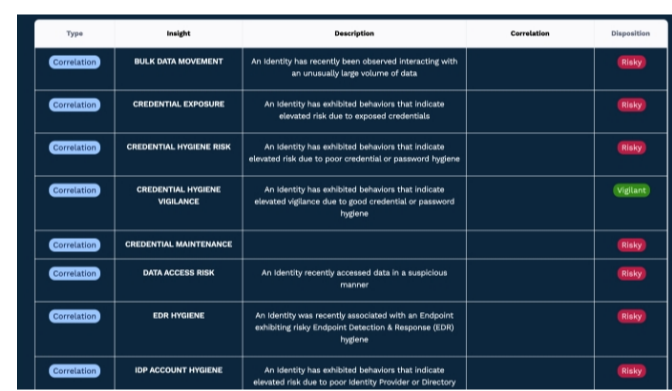 Type Insight Description Correlation Disposition
Correlation BULK DATA MOVEMENT An Identity has recently been observed interacting with Risky
an unusually large volume of data
Correlation CREDENTIAL EXPOSURE An Identity has exhibited behaviors that indicate Risky
elevated risk due to exposed credentials
Correlation CREDENTIAL HYGIENE RISK An Identity has exhibited behaviors that indicate Risky
elevated risk due to poor credential or password hygiene
Correlation CREDENTIAL HYGIENE An Identity has exhibited behaviors that indicate Vigilant
VIGILANCE elevated vigilance due to good credential or password
hygiene
Correlation CREDENTIAL MAINTENANCE Risky
Correlation DATA ACCESS RISK An Identity recently accessed data in a suspicious Risky
manner
Correlation EDR HYGIENE An Identity was recently associated with an Endpoint Risky
exhibiting risky Endpoint Detection & Response (EDR)
hygiene
Correlation IDP ACCOUNT HYGIENE An Identity has exhibited behaviors that indicate Risky
elevated risk due to poor Identity Provider or Directory